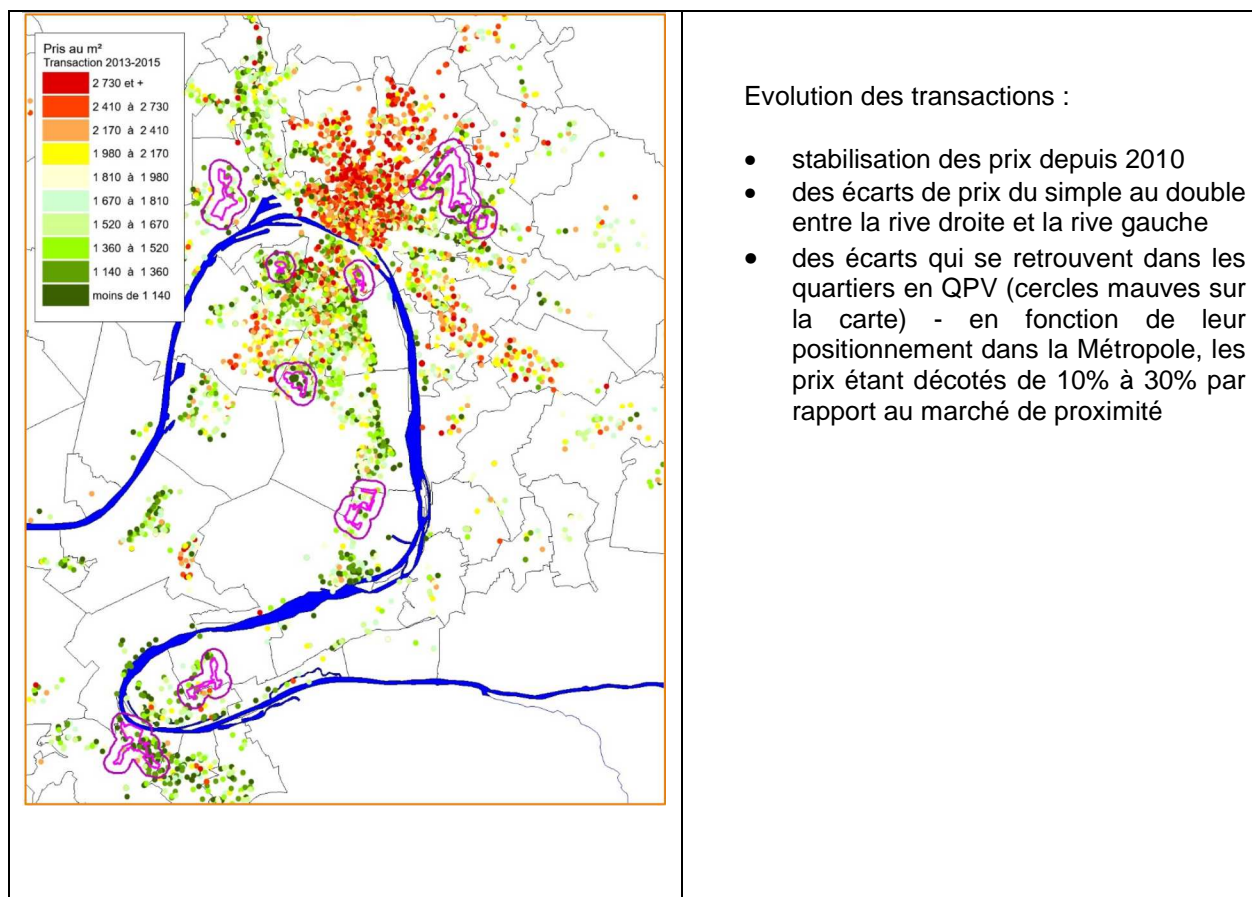 Pris au m²
Transaction 2013-2015
2 730 et +
2 410 à 2 730
2 170 à 2 410
1 980 à 2 170
1 810 à 1 980
1 670 à 1 810
1 520 à 1 670
1 360 à 1 520
1 140 à 1 360
moins de 1 140
Evolution des transactions :
• stabilisation des prix depuis 2010
• des écarts de prix du simple au double
entre la rive droite et la rive gauche
• des écarts qui se retrouvent dans les
quartiers en QPV (cercles mauves sur
la carte) - en fonction de leur
positionnement dans la Métropole, les
prix étant décotés de 10% à 30% par
rapport au marché de proximité